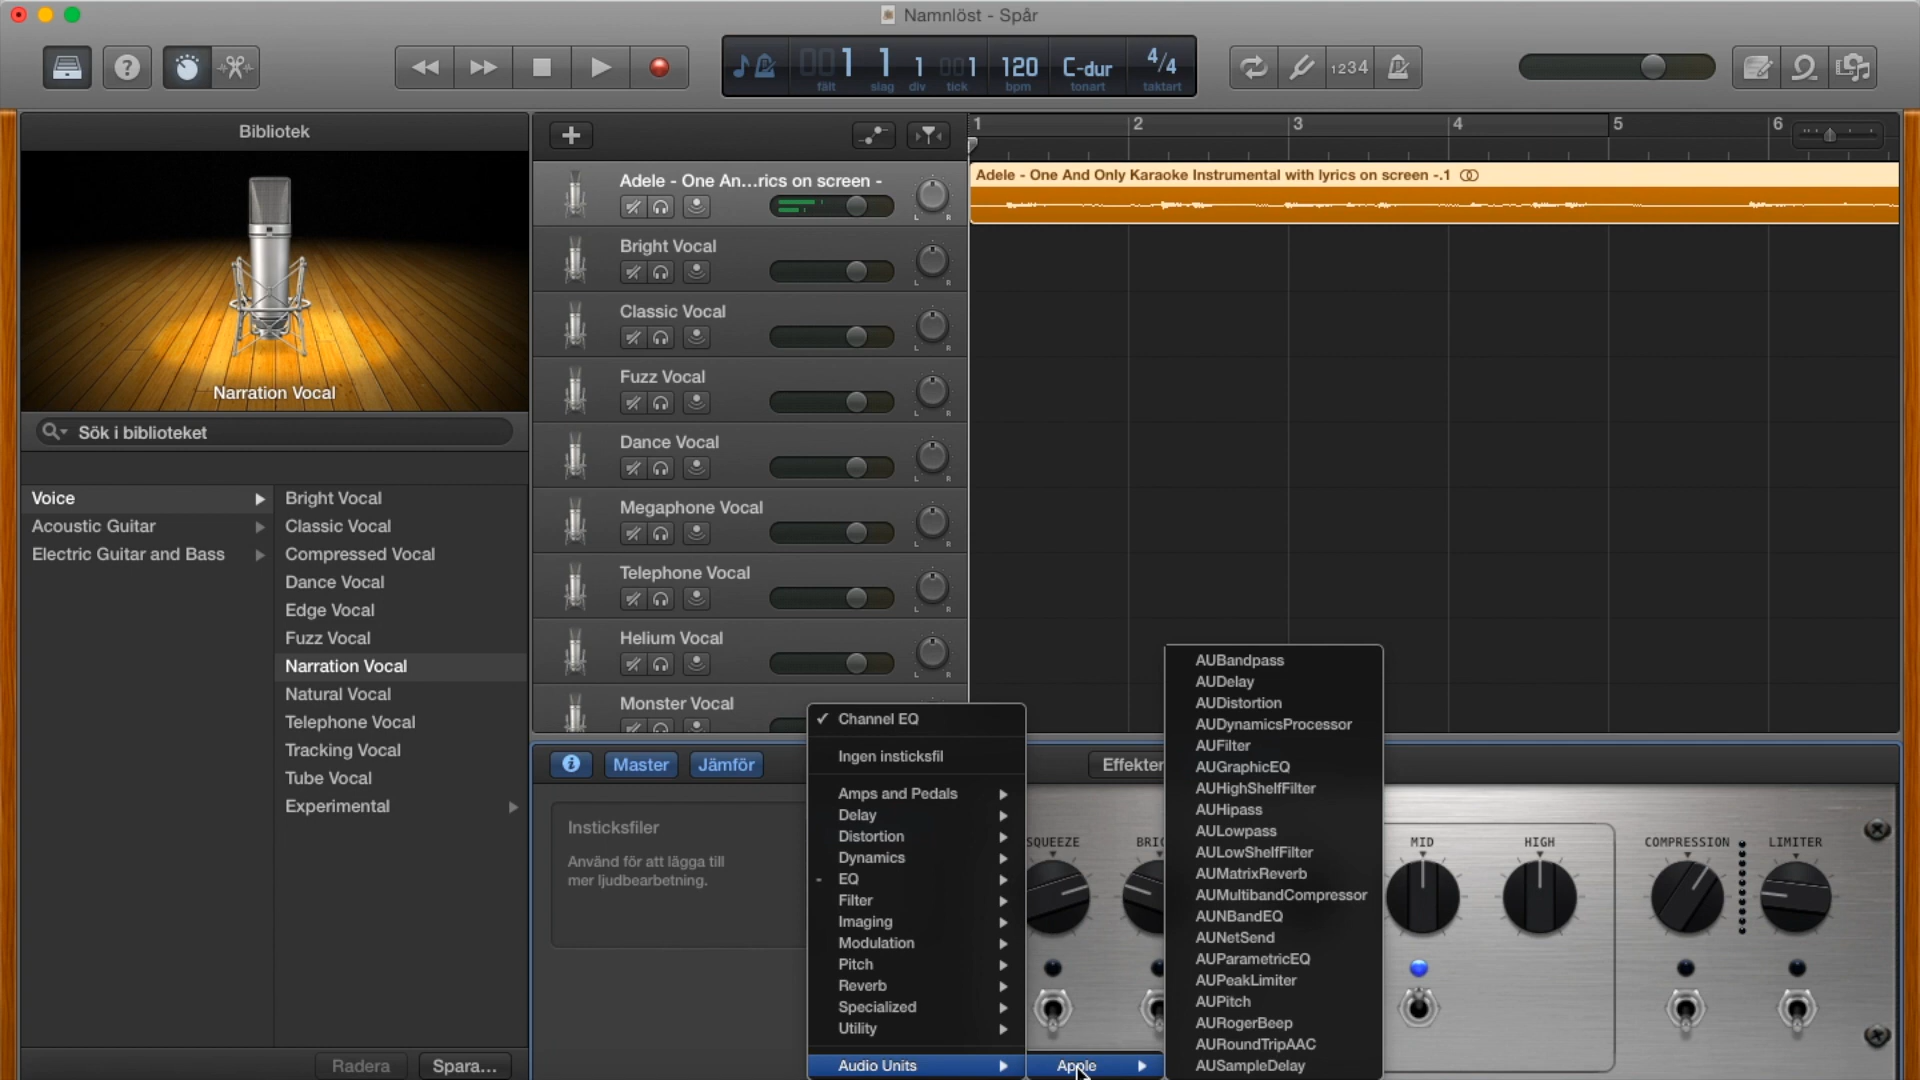 Namnlöst - Spår
001 1 1 001 120 C-dur 4/4
fält slag div tick bpm tonart taktart
1234
Bibliotek
Narration Vocal
Sök i biblioteket
Voice
Acoustic Guitar
Electric Guitar and Bass
Bright Vocal
Classic Vocal
Compressed Vocal
Dance Vocal
Edge Vocal
Fuzz Vocal
Narration Vocal
Natural Vocal
Telephone Vocal
Tracking Vocal
Tube Vocal
Experimental
Radera
Spara...
1 2 3 4 5 6
Adele - One An...rics on screen -
Bright Vocal
Classic Vocal
Fuzz Vocal
Dance Vocal
Megaphone Vocal
Telephone Vocal
Helium Vocal
Monster Vocal
Adele - One And Only Karaoke Instrumental with lyrics on screen -.1
Master
Jämför
Effekter
Insticksfiler
Använd för att lägga till
mer ljudbearbetning.
Channel EQ
Ingen insticksfil
Amps and Pedals
Delay
Distortion
Dynamics
EQ
Filter
Imaging
Modulation
Pitch
Reverb
Specialized
Utility
Audio Units
Apple
AUBandpass
AUDelay
AUDistortion
AUDynamicsProcessor
AUFilter
AUGraphicEQ
AUHighShelfFilter
AUHipass
AULowpass
AULowShelfFilter
AUMatrixReverb
AUMultibandCompressor
AUNBandEQ
AUNetSend
AUParametricEQ
AUPeakLimiter
AUPitch
AURogerBeep
AURoundTripAAC
AUSampleDelay
SQUEEZE
BRI
MID
HIGH
COMPRESSION
LIMITER